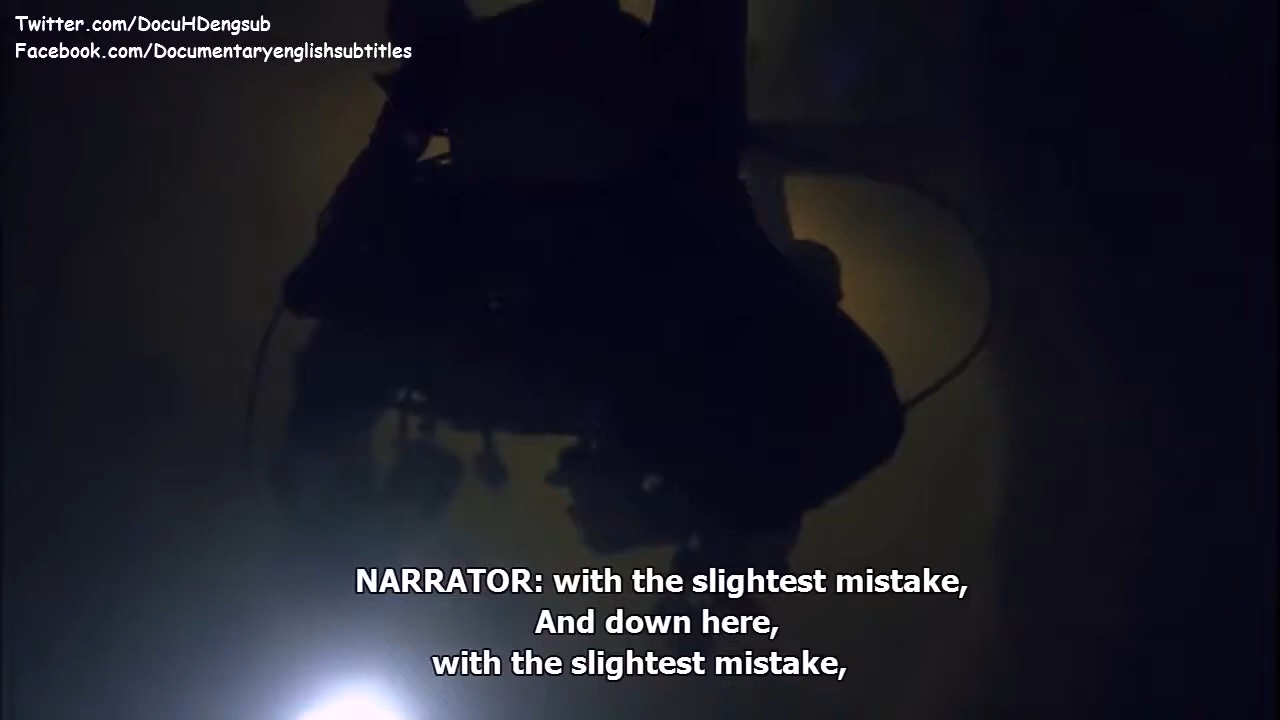 Twitter.com/DocuHDengsub
Facebook.com/Documentaryenglishsubtitles
NARRATOR: with the slightest mistake,
And down here,
with the slightest mistake,